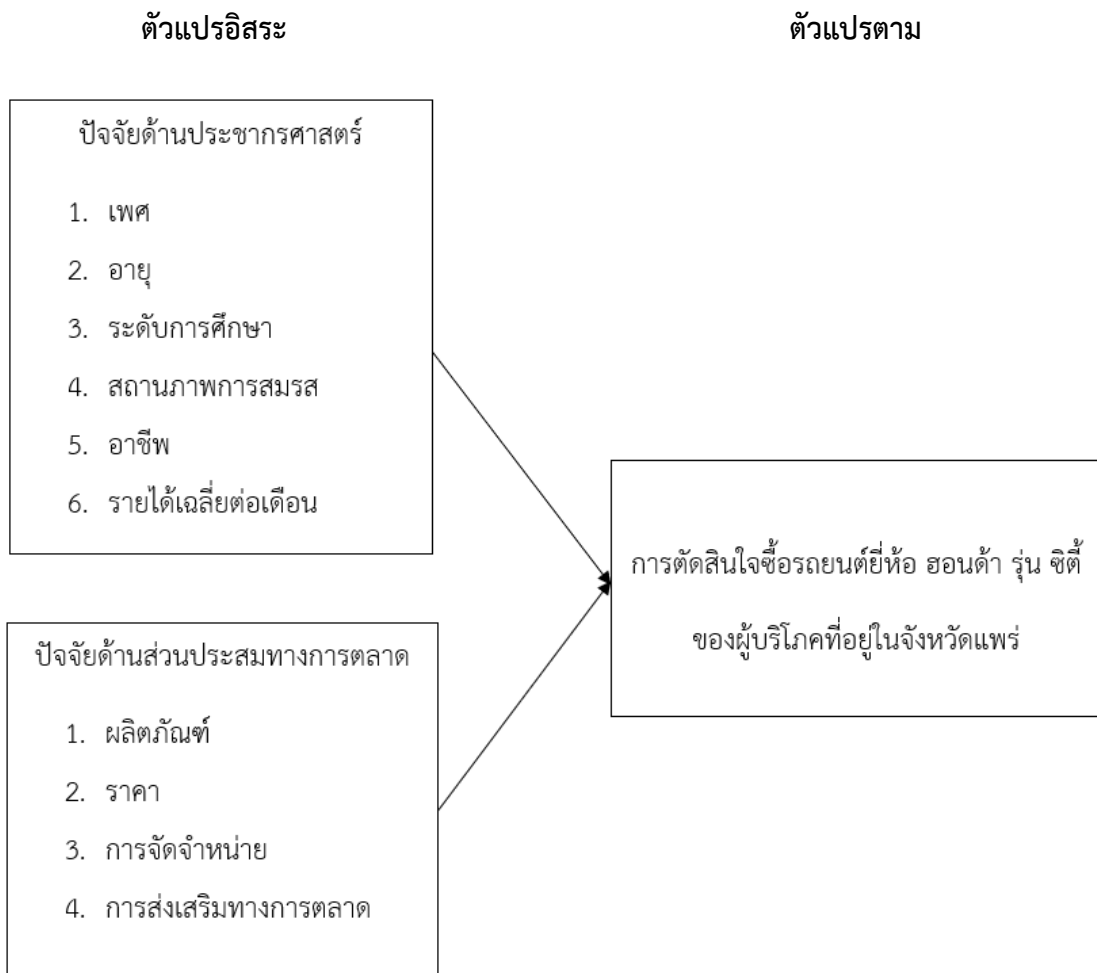 ตัวแปรอิสระ
ตัวแปรตาม
ปัจจัยด้านประชากรศาสตร์
1. เพศ
2. อายุ
3. ระดับการศึกษา
4. สถานภาพการสมรส
5. อาชีพ
6. รายได้เฉลี่ยต่อเดือน
การตัดสินใจซื้อรถยนต์ยี่ห้อ ฮอนด้า รุ่น ซิตี้
ของผู้บริโภคที่อยู่ในจังหวัดแพร่
ปัจจัยด้านส่วนประสมทางการตลาด
1. ผลิตภัณฑ์
2. ราคา
3. การจัดจำหน่าย
4. การส่งเสริมทางการตลาด